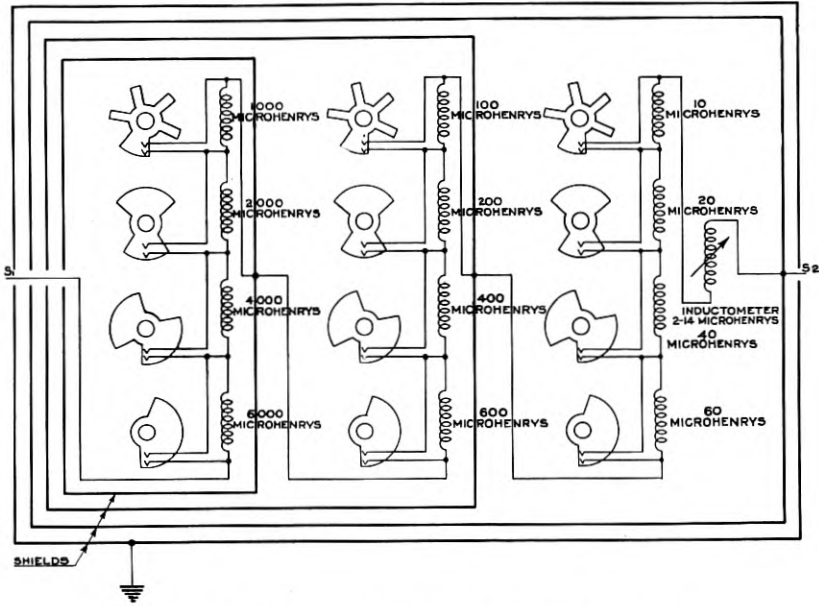 1000
MICROHENRYS
100
MICROHENRYS
10
MICROHENRYS
2000
MICROHENRYS
200
MICROHENRYS
20
MICROHENRYS
S1
S2
4000
MICROHENRYS
400
MICROHENRYS
INDUCTOMETER
2-14 MICROHENRYS
40
MICROHENRYS
6000
MICROHENRYS
600
MICROHENRYS
60
MICROHENRYS
SHIELDS